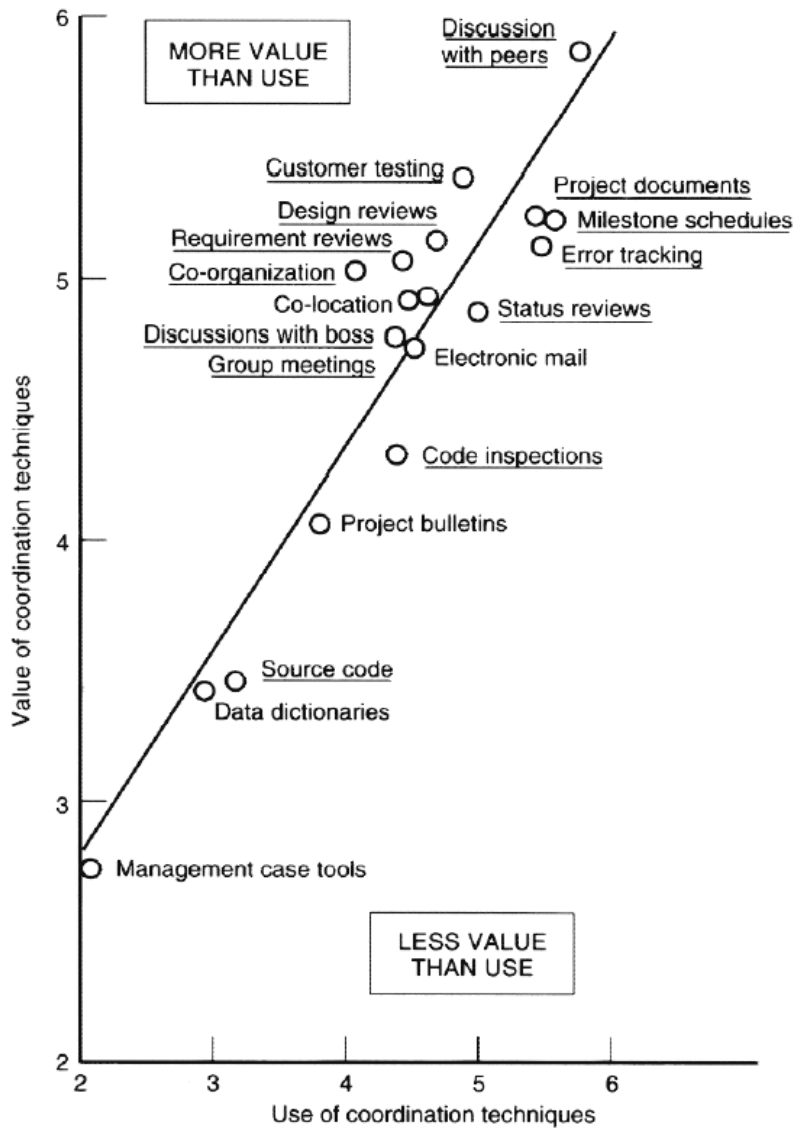 6
MORE VALUE
THAN USE
Discussion
with peers
Customer testing
Project documents
Design reviews
Milestone schedules
Requirement reviews
Error tracking
Co-organization
5
Co-location
Status reviews
Discussions with boss
Electronic mail
Group meetings
Code inspections
Value of coordination techniques
4
Project bulletins
Source code
Data dictionaries
3
Management case tools
LESS VALUE
THAN USE
2
2 3 4 5 6
Use of coordination techniques